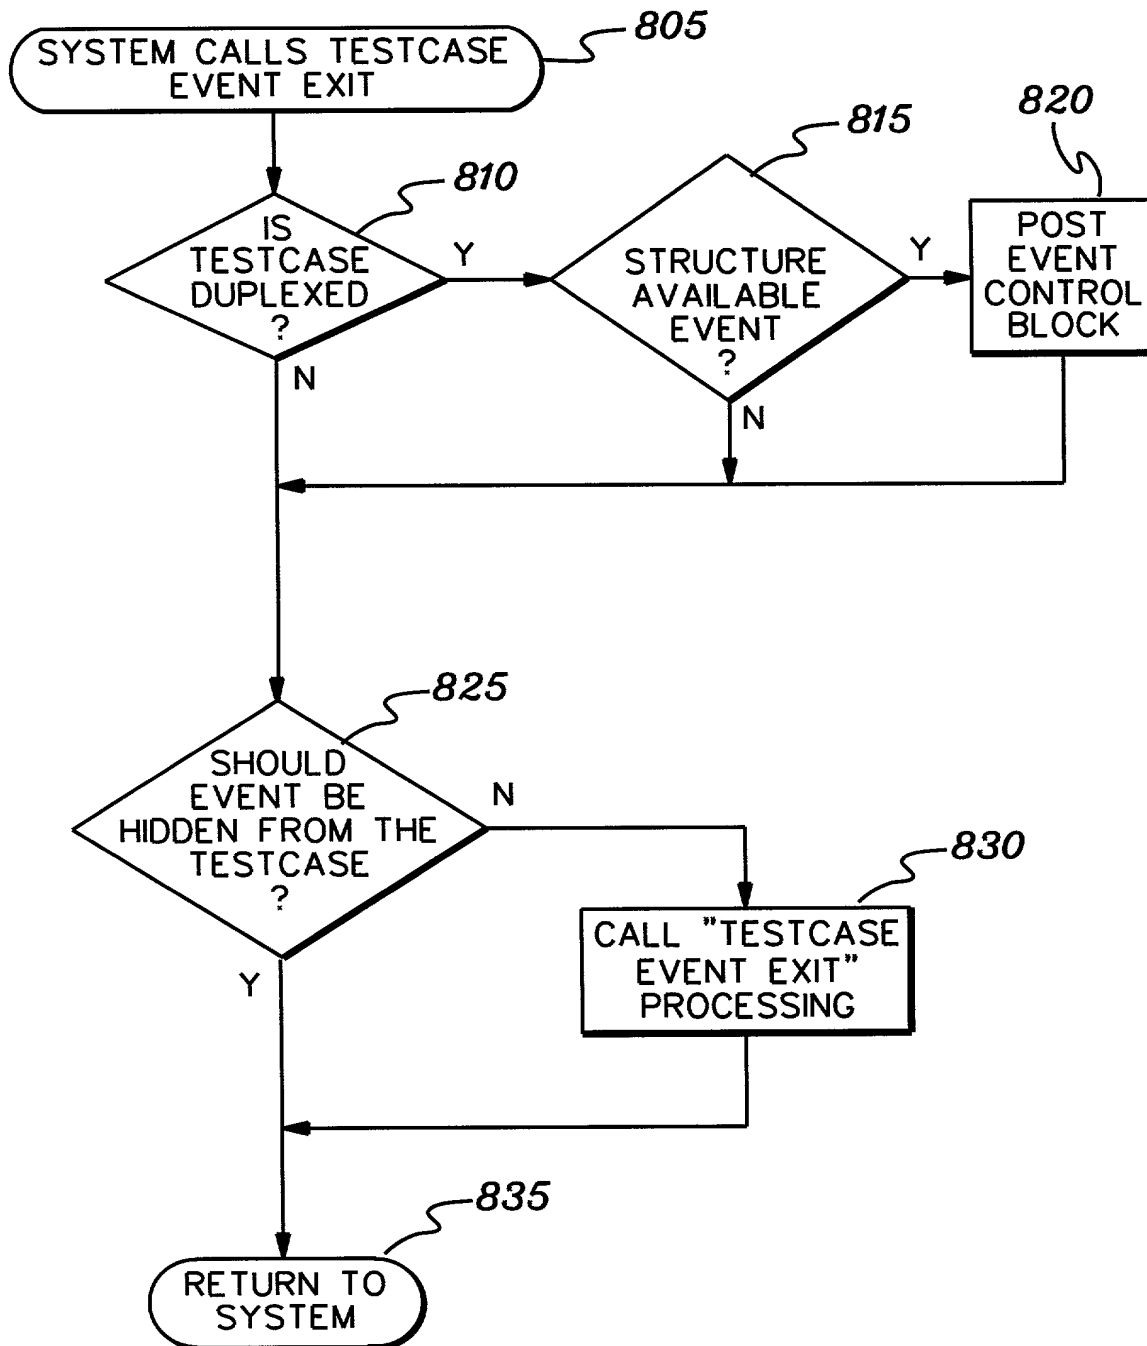 SYSTEM CALLS TESTCASE
EVENT EXIT
805
810
IS
TESTCASE
DUPLEXED
?
Y
N
815
STRUCTURE
AVAILABLE
EVENT
?
Y
N
820
POST
EVENT
CONTROL
BLOCK
825
SHOULD
EVENT BE
HIDDEN FROM THE
TESTCASE
?
N
Y
830
CALL "TESTCASE
EVENT EXIT"
PROCESSING
835
RETURN TO
SYSTEM